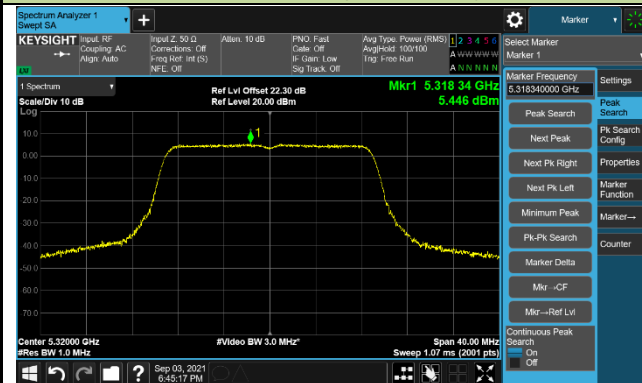 Spectrum Analyzer 1
Swept SA
+
Marker
KEYSIGHT
Input: RF
Coupling: AC
Align: Auto
Input Z: 50 Ω
Corrections: Off
Freq Ref: Int (S)
NFE: Off
Atten: 10 dB
PNO: Fast
Gate: Off
IF Gain: Low
Sig Track: Off
Avg Type: Power (RMS)
Avg|Hold: 100/100
Trig: Free Run
1 2 3 4 5 6
A W W W W W
A N N N N N
LXI
Select Marker
Marker 1
1 Spectrum
Scale/Div 10 dB
Log
Ref Lvl Offset 22.30 dB
Ref Level 20.00 dBm
Mkr1 5.318 34 GHz
5.446 dBm
1
10.0
0.00
-10.0
-20.0
-30.0
-40.0
-50.0
-60.0
-70.0
Center 5.32000 GHz
#Res BW 1.0 MHz
#Video BW 3.0 MHz*
Span 40.00 MHz
Sweep 1.07 ms (2001 pts)
Marker Frequency
5.318340000 GHz
Peak Search
Next Peak
Next Pk Right
Next Pk Left
Minimum Peak
Pk-Pk Search
Marker Delta
Mkr→CF
Mkr→Ref Lvl
Continuous Peak
Search
On
Off
Settings
Peak
Search
Pk Search
Config
Properties
Marker
Function
Marker→
Counter
?
Sep 03, 2021
6:45:17 PM